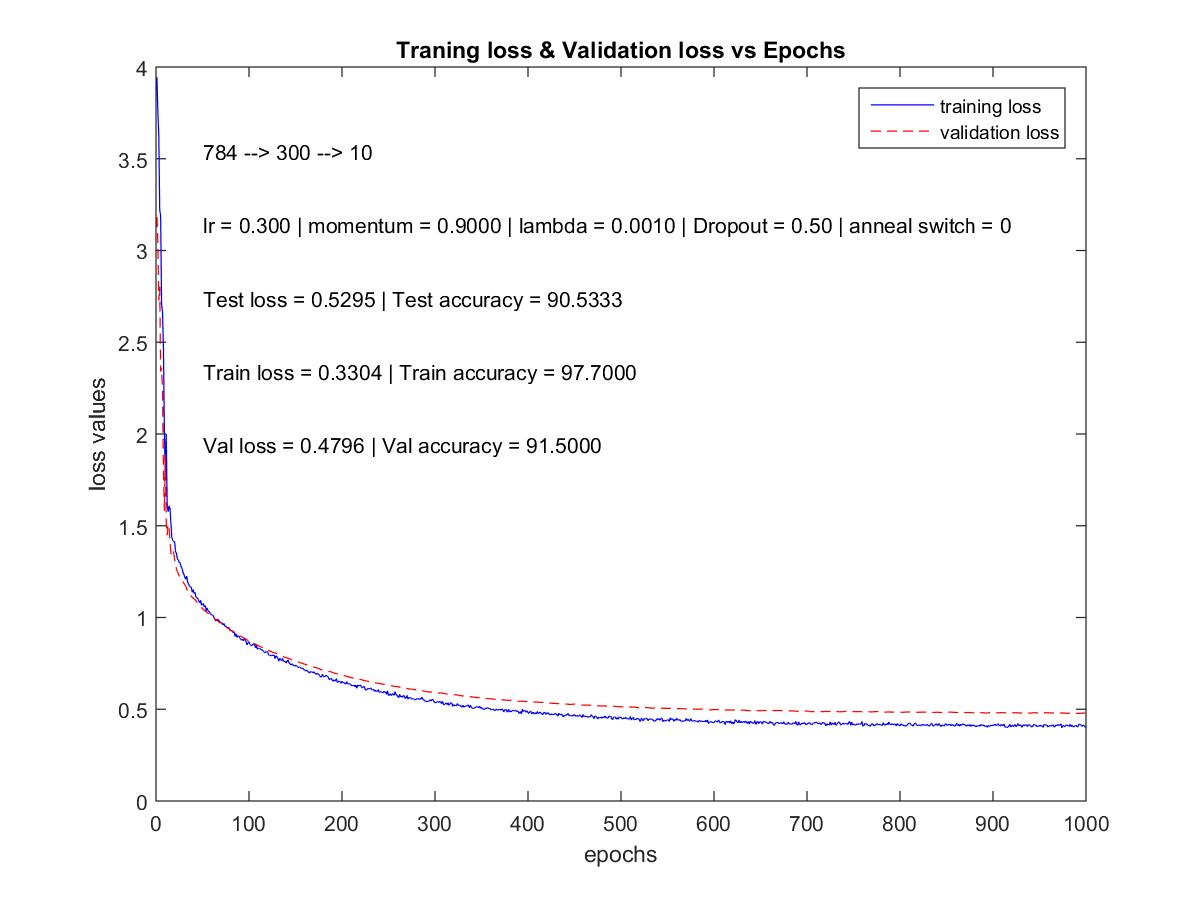 Traning loss & Validation loss vs Epochs
4
training loss
validation loss
3.5
784 --> 300 --> 10
lr = 0.300 | momentum = 0.9000 | lambda = 0.0010 | Dropout = 0.50 | anneal switch = 0
3
Test loss = 0.5295 | Test accuracy = 90.5333
2.5
Train loss = 0.3304 | Train accuracy = 97.7000
loss values
2
Val loss = 0.4796 | Val accuracy = 91.5000
1.5
1
0.5
0
0 100 200 300 400 500 600 700 800 900 1000
epochs